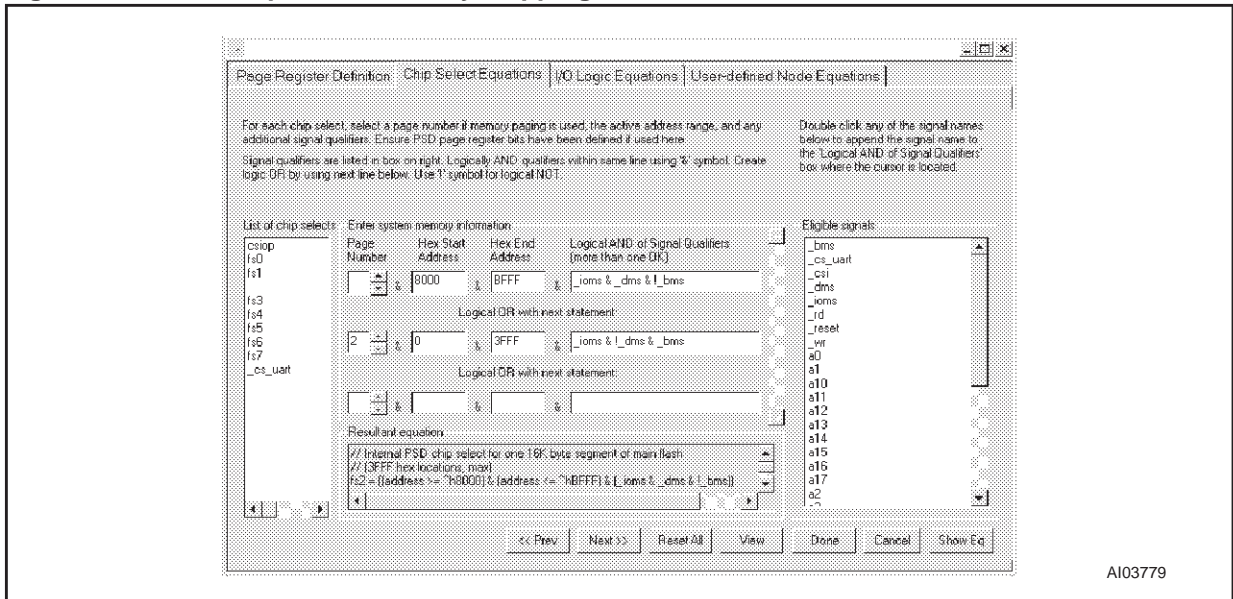 Page Register Definition Chip Select Equations I/O Logic Equations User-defined Node Equations
For each chip select, select a page number if memory paging is used, the active address range, and any
additional signal qualifiers. Ensure PSD page register bits have been defined if used here
Signal qualifiers are listed in box on right. Logically AND qualifiers within same line using '&' symbol. Create
logic OR by using next line below. Use '!' symbol for logical NOT.
Double click any of the signal names
below to append the signal name to
the 'Logical AND of Signal Qualifiers'
box where the cursor is located.
List of chip selects:
csiop
fs0
fs1
fs3
fs4
fs5
fs6
fs7
_cs_uart
Enter system memory information
Page Number
Hex Start Address
Hex End Address
Logical AND of Signal Qualifiers
(more than one OK)
& 8000 & BFFF & _ioms & _dms & !_bms
Logical OR with next statement:
2 & 0 & 3FFF & _ioms & !_dms & _bms
Logical OR with next statement:
& & &
Resultant equation
// Internal PSD chip select for one 16K byte segment of main flash
// (3FFF hex locations, max)
fs2 = ((address >= ^h8000) & (address <= ^hBFFF) & (_ioms & _dms & !_bms))
Eligible signals:
_bms
_cs_uart
_csi
_dms
_ioms
_rd
_reset
_wr
a0
a1
a10
a11
a12
a13
a14
a15
a16
a17
a2
<< Prev Next >> Reset All View Done Cancel Show Eq
AI03779